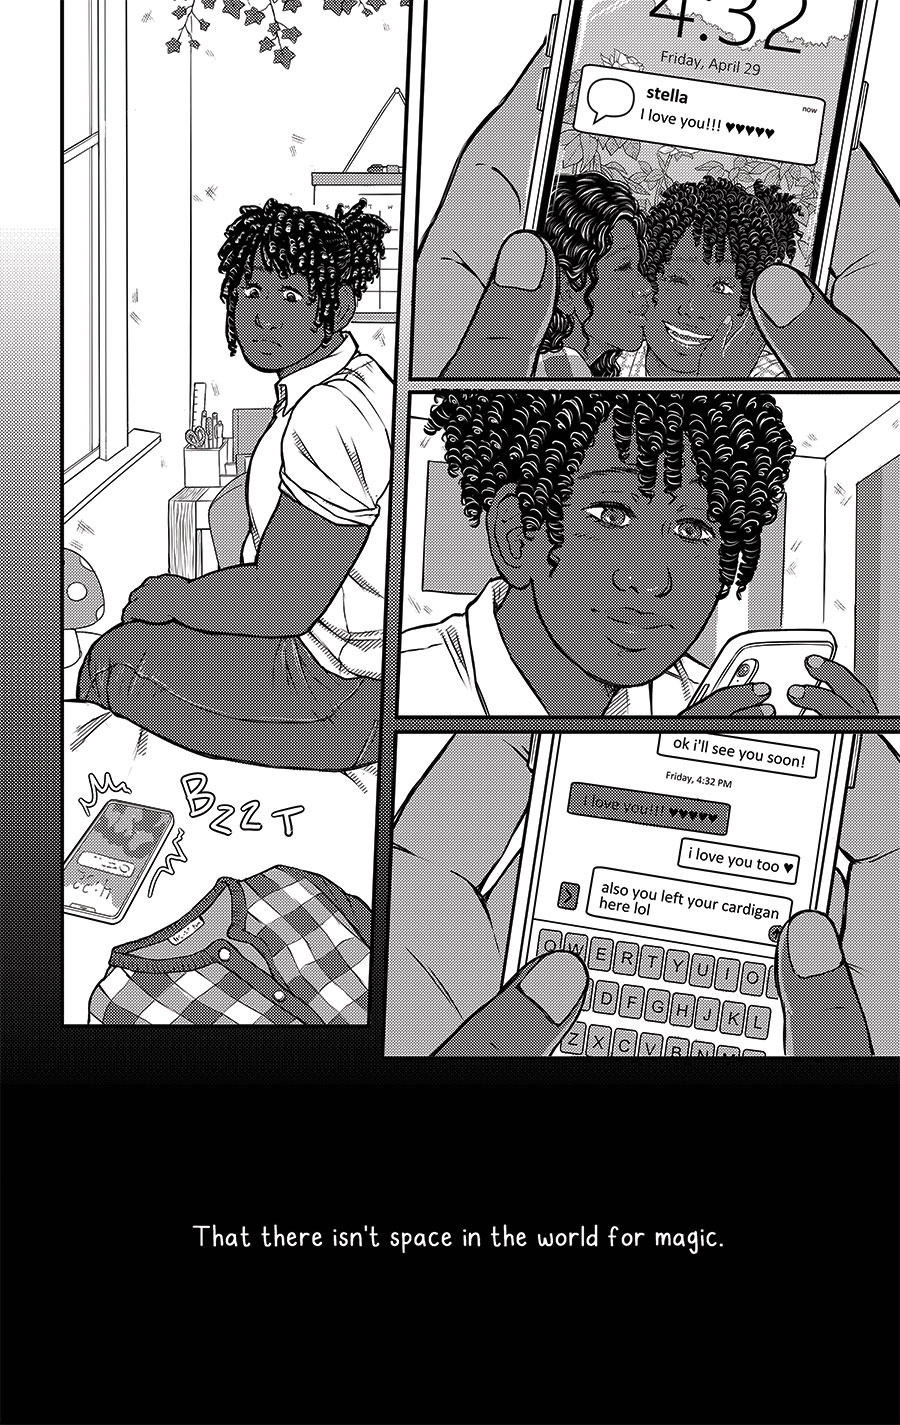 S M T W
BZZT
4:32
Friday, April 29
stella
now
I love you!!! ♥♥♥♥♥
ok i'll see you soon!
Friday, 4:32 PM
i love you!!! ♥♥♥♥♥
i love you too ♥
also you left your cardigan
here lol
Q W E R T Y U I O
D F G H J K L
Z X C V B N M
That there isn't space in the world for magic.